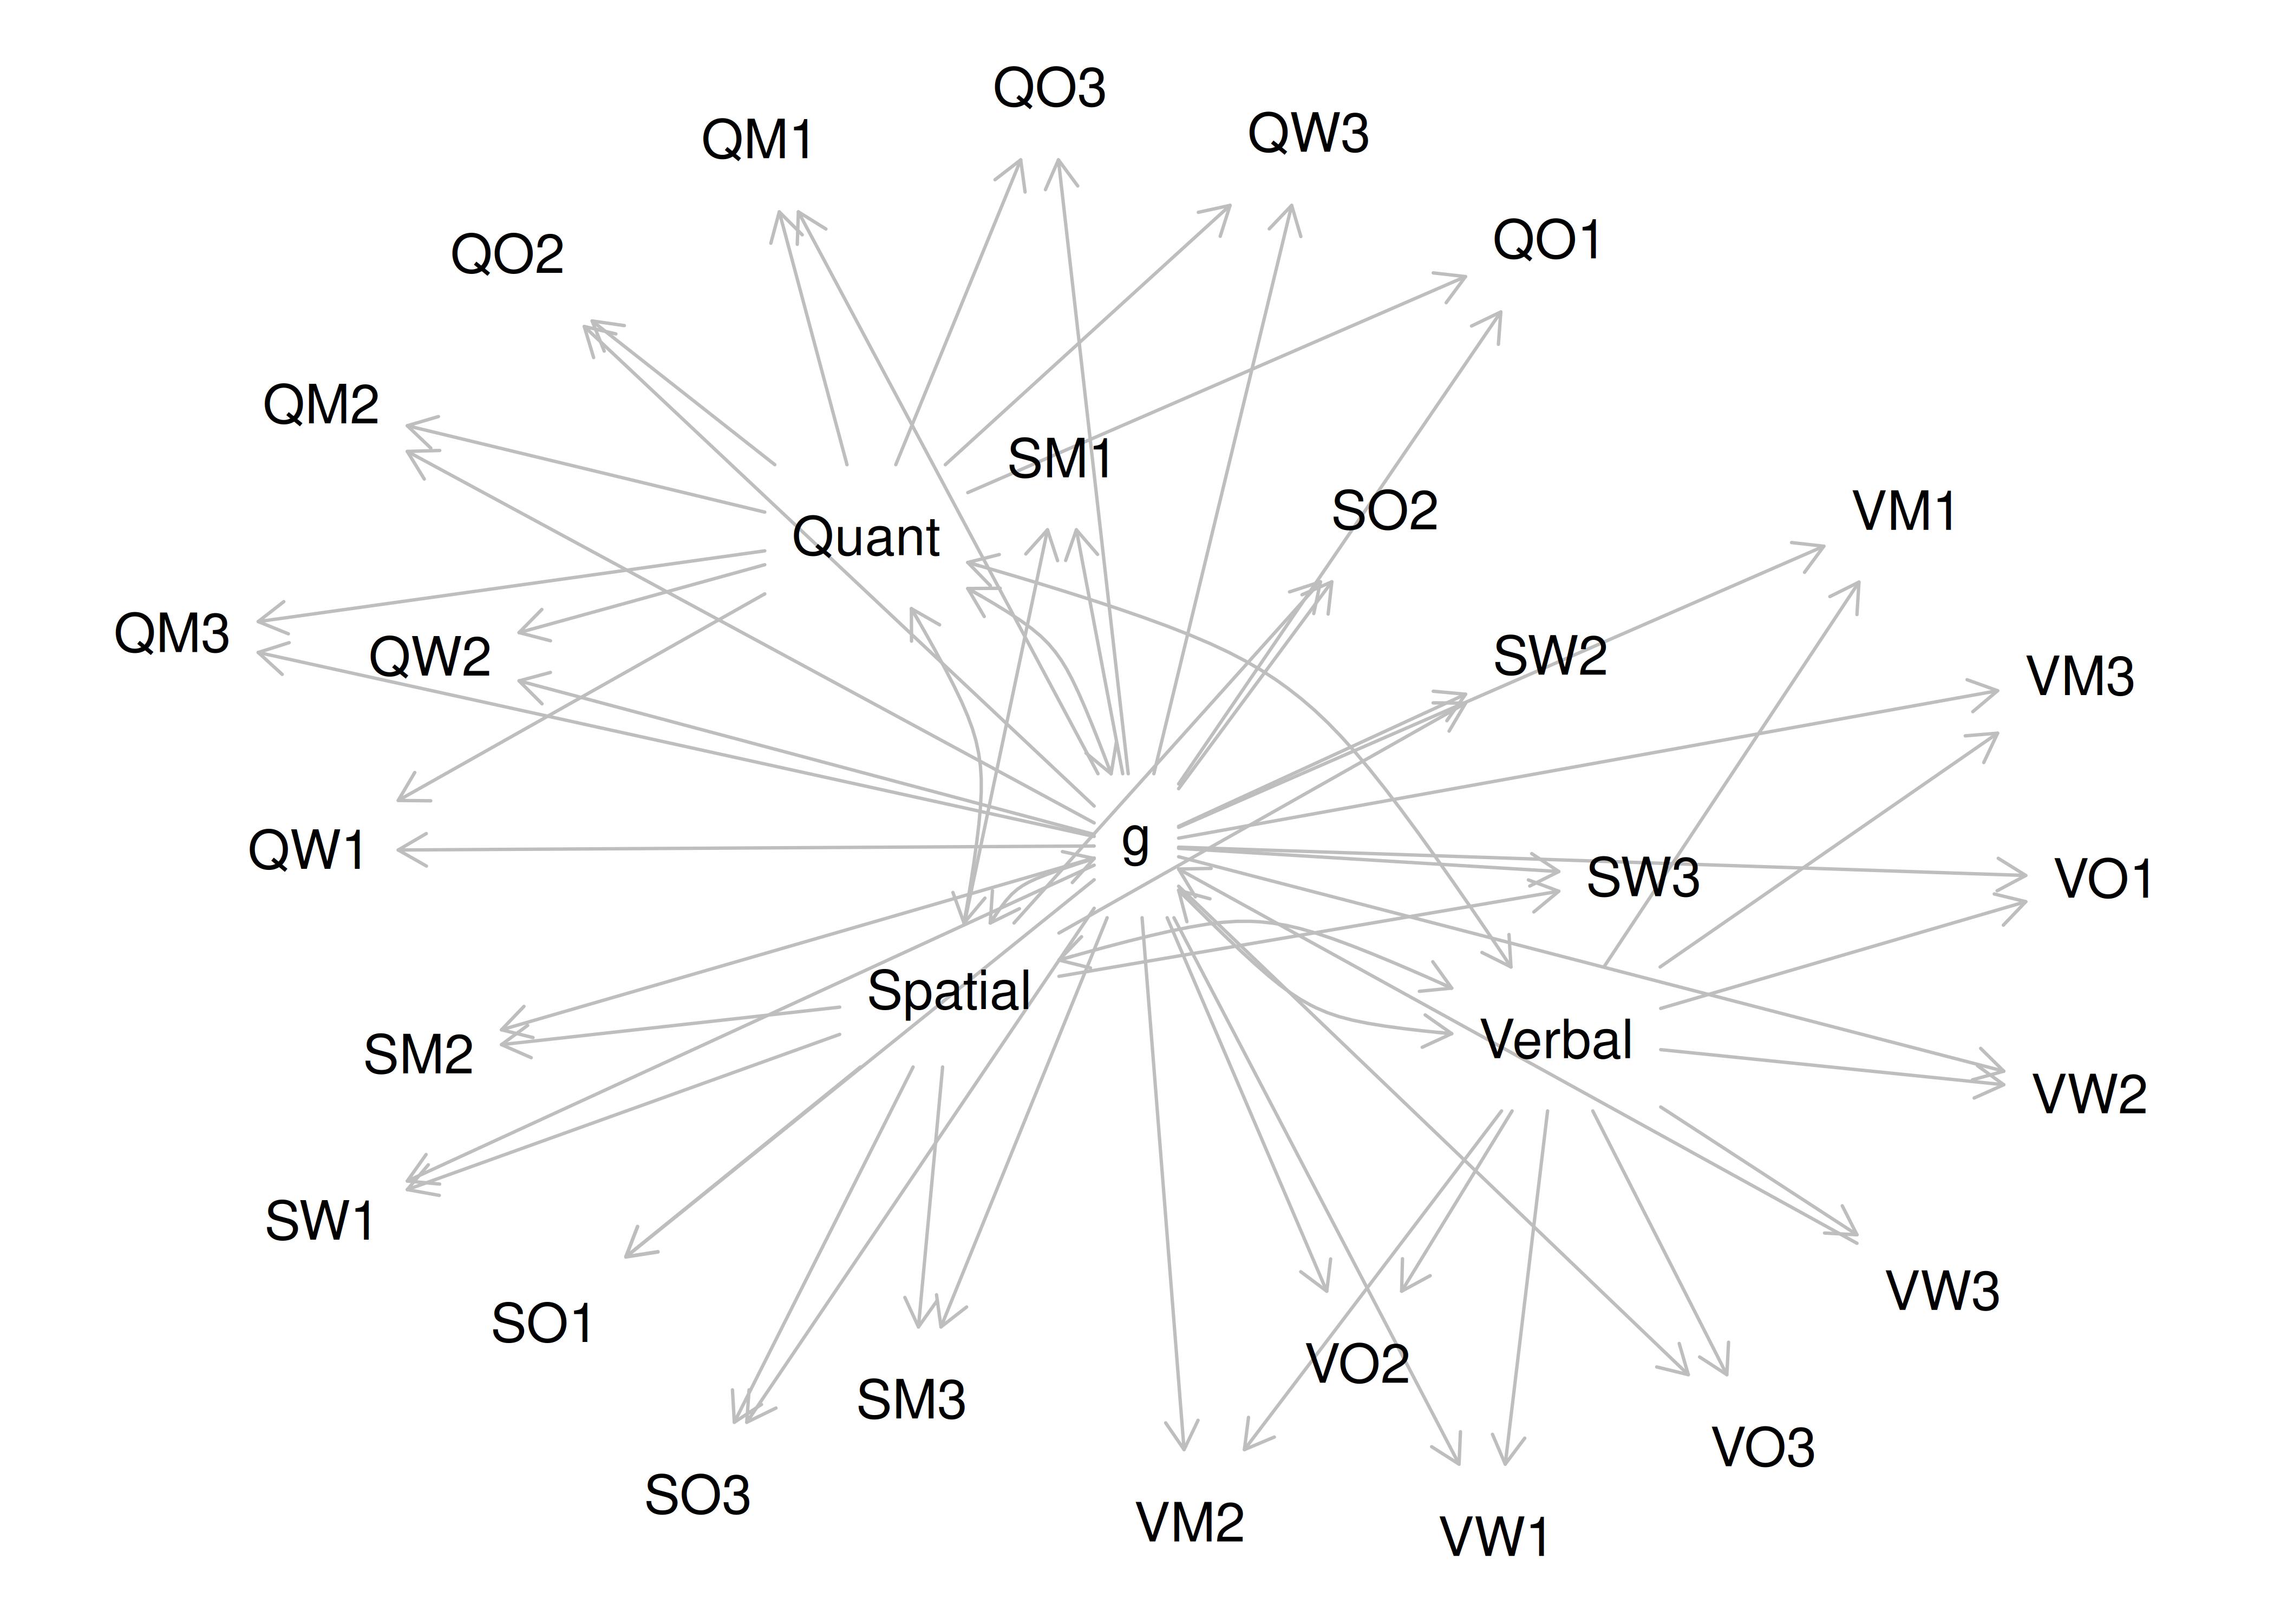 QO3
QW3
QM1
QO1
QO2
QM2
SM1
SO2
VM1
Quant
QM3
QW2
SW2
VM3
g
QW1
SW3
VO1
Spatial
Verbal
SM2
VW2
SW1
VW3
SO1
VO2
SM3
VO3
SO3
VM2
VW1